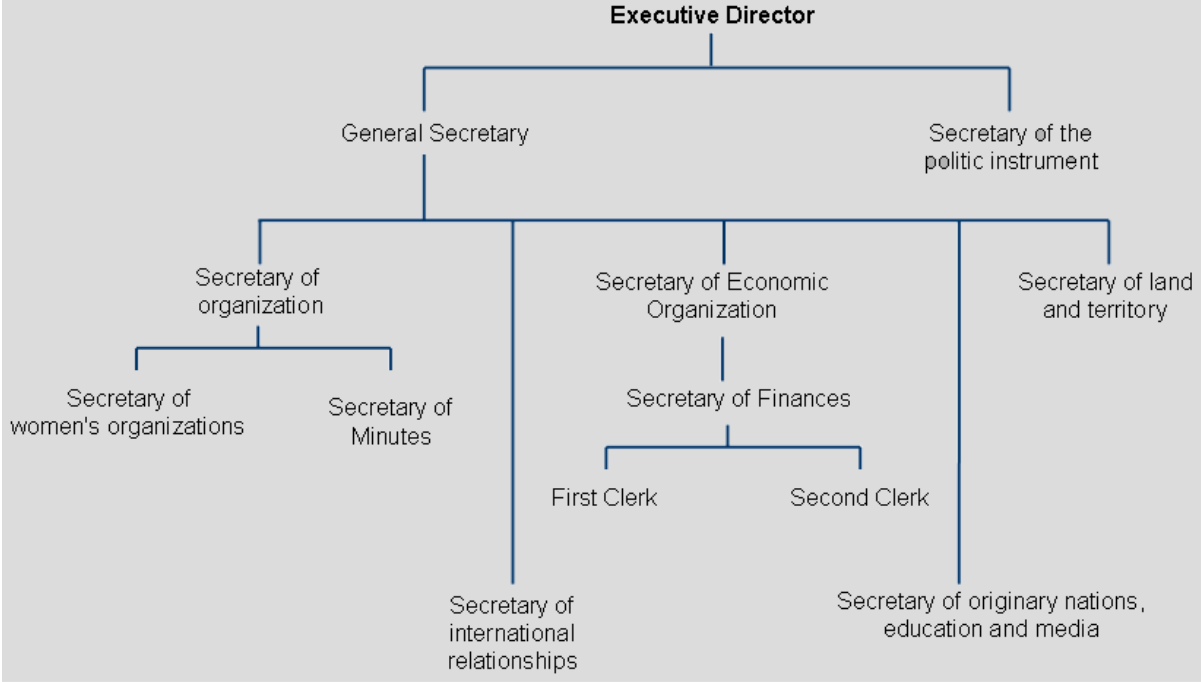 Executive Director
General Secretary
Secretary of the
politic instrument
Secretary of
organization
Secretary of Economic
Organization
Secretary of land
and territory
Secretary of
women's organizations
Secretary of
Minutes
Secretary of Finances
First Clerk
Second Clerk
Secretary of
international
relationships
Secretary of originary nations,
education and media